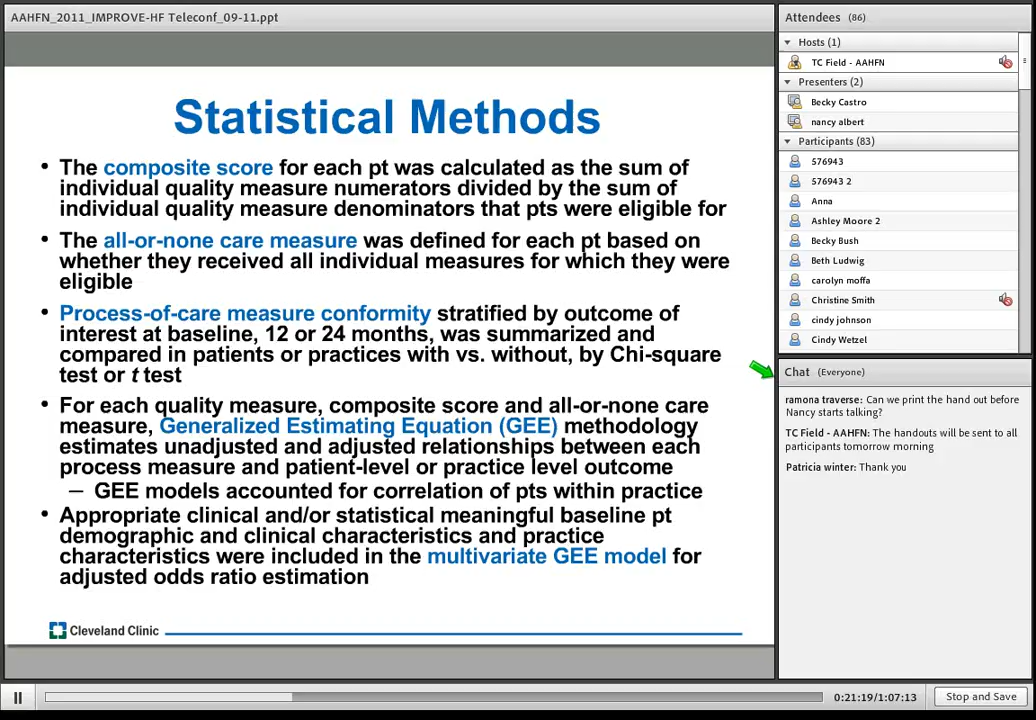 AAHFN_2011_IMPROVE-HF Teleconf_09-11.ppt
Statistical Methods
• The composite score for each pt was calculated as the sum of
individual quality measure numerators divided by the sum of
individual quality measure denominators that pts were eligible for
• The all-or-none care measure was defined for each pt based on
whether they received all individual measures for which they were
eligible
• Process-of-care measure conformity stratified by outcome of
interest at baseline, 12 or 24 months, was summarized and
compared in patients or practices with vs. without, by Chi-square
test or t test
• For each quality measure, composite score and all-or-none care
measure, Generalized Estimating Equation (GEE) methodology
estimates unadjusted and adjusted relationships between each
process measure and patient-level or practice level outcome
– GEE models accounted for correlation of pts within practice
• Appropriate clinical and/or statistical meaningful baseline pt
demographic and clinical characteristics and practice
characteristics were included in the multivariate GEE model for
adjusted odds ratio estimation
Cleveland Clinic
Attendees (86)
Hosts (1)
TC Field - AAHFN
Presenters (2)
Becky Castro
nancy albert
Participants (83)
576943
576943 2
Anna
Ashley Moore 2
Becky Bush
Beth Ludwig
carolyn moffa
Christine Smith
cindy johnson
Cindy Wetzel
Chat (Everyone)
ramona traverse: Can we print the hand out before
Nancy starts talking?
TC Field - AAHFN: The handouts will be sent to all
participants tomorrow morning
Patricia winter: Thank you
0:21:19/1:07:13
Stop and Save